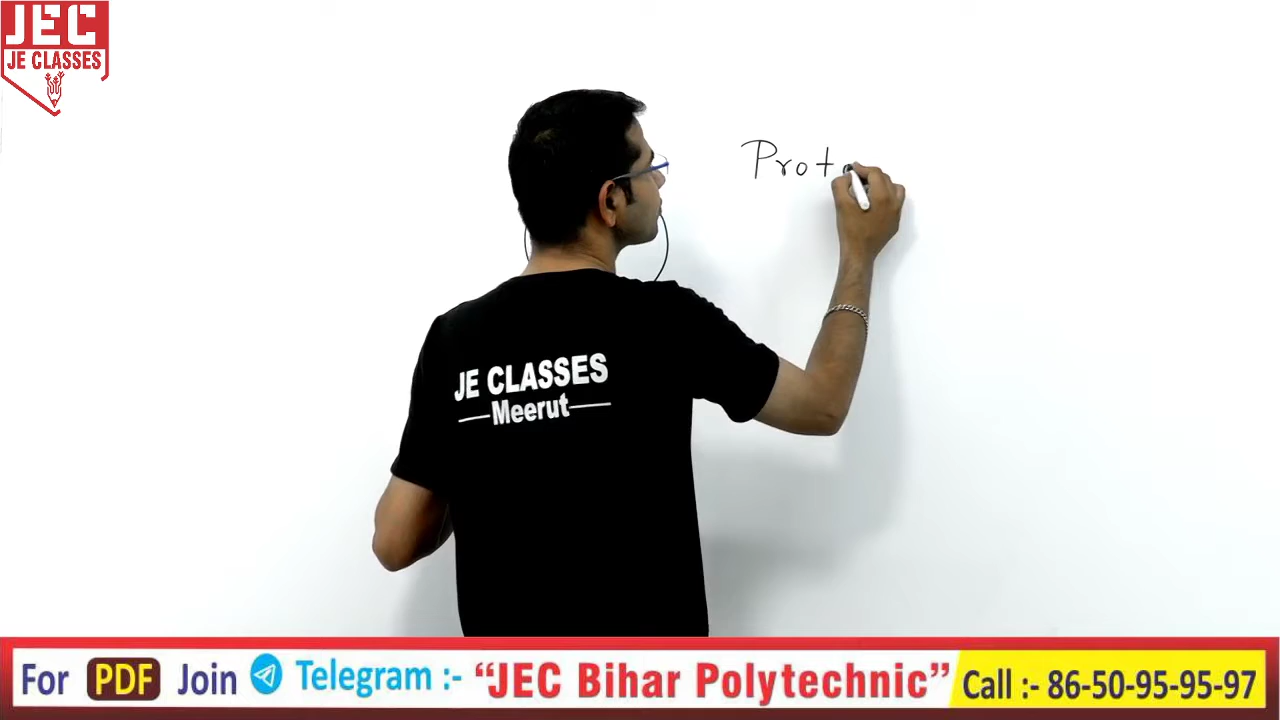 JEC
JE CLASSES
Proto
JE CLASSES
Meerut
For PDF Join Telegram :- “JEC Bihar Polytechnic” Call :- 86-50-95-95-97